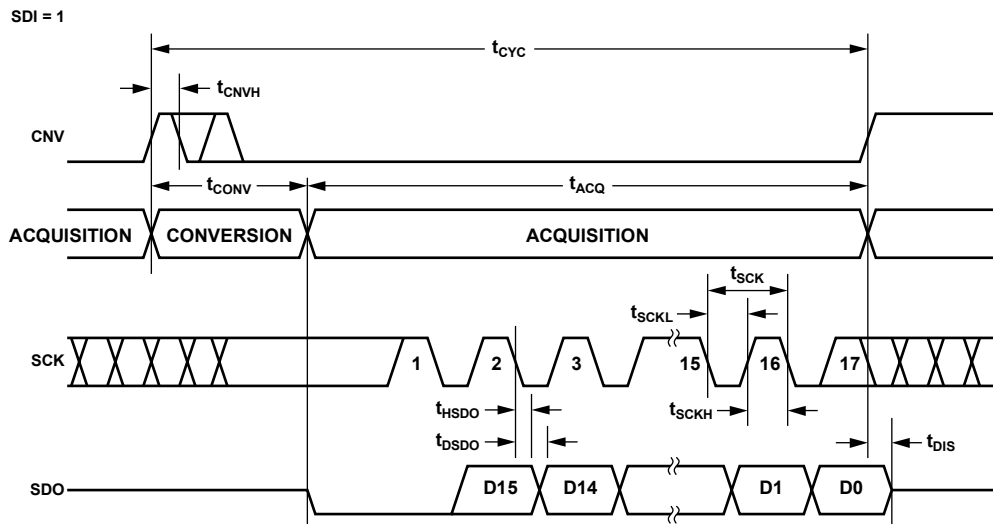 SDI = 1
tCYC
tCNVH
CNV
tCONV
tACQ
ACQUISITION
CONVERSION
ACQUISITION
tSCK
tSCKL
SCK
1
2
3
15
16
17
tHSDO
tSCKH
tDSDO
tDIS
SDO
D15
D14
D1
D0